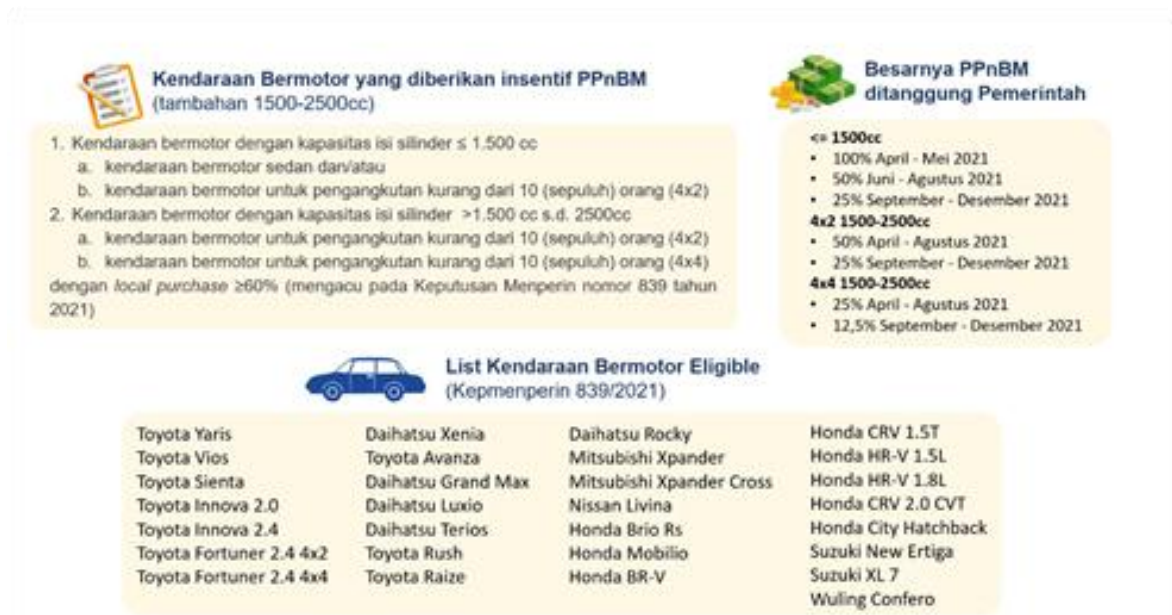 Kendaraan Bermotor yang diberikan insentif PPnBM
(tambahan 1500-2500cc)
1. Kendaraan bermotor dengan kapasitas isi silinder ≤ 1.500 cc
a. kendaraan bermotor sedan dan/atau
b. kendaraan bermotor untuk pengangkutan kurang dari 10 (sepuluh) orang (4x2)
2. Kendaraan bermotor dengan kapasitas isi silinder >1.500 cc s.d. 2500cc
a. kendaraan bermotor untuk pengangkutan kurang dari 10 (sepuluh) orang (4x2)
b. kendaraan bermotor untuk pengangkutan kurang dari 10 (sepuluh) orang (4x4)
dengan local purchase ≥60% (mengacu pada Keputusan Menperin nomor 839 tahun
2021)
Besarnya PPnBM
ditanggung Pemerintah
<= 1500cc
• 100% April - Mei 2021
• 50% Juni - Agustus 2021
• 25% September - Desember 2021
4x2 1500-2500cc
• 50% April - Agustus 2021
• 25% September - Desember 2021
4x4 1500-2500cc
• 25% April - Agustus 2021
• 12,5% September - Desember 2021
List Kendaraan Bermotor Eligible
(Kepmenperin 839/2021)
Toyota Yaris
Toyota Vios
Toyota Sienta
Toyota Innova 2.0
Toyota Innova 2.4
Toyota Fortuner 2.4 4x2
Toyota Fortuner 2.4 4x4
Daihatsu Xenia
Toyota Avanza
Daihatsu Grand Max
Daihatsu Luxio
Daihatsu Terios
Toyota Rush
Toyota Raize
Daihatsu Rocky
Mitsubishi Xpander
Mitsubishi Xpander Cross
Nissan Livina
Honda Brio Rs
Honda Mobilio
Honda BR-V
Honda CRV 1.5T
Honda HR-V 1.5L
Honda HR-V 1.8L
Honda CRV 2.0 CVT
Honda City Hatchback
Suzuki New Ertiga
Suzuki XL 7
Wuling Confero